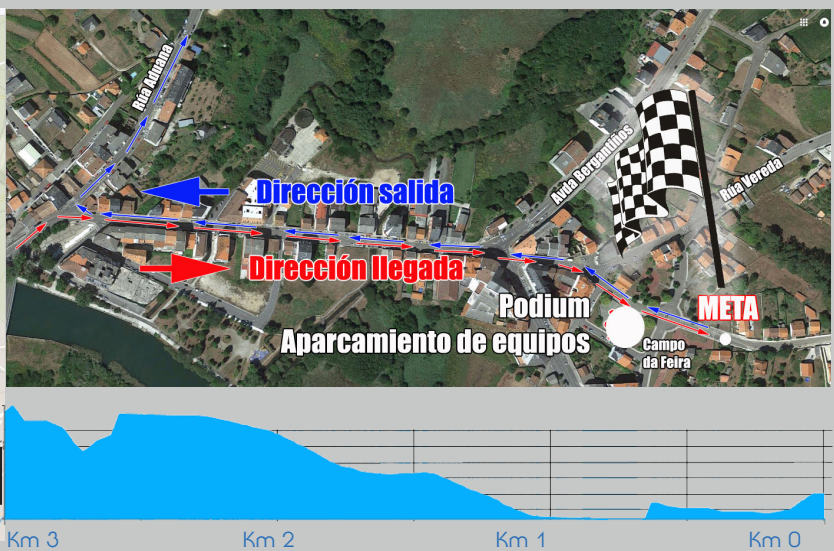 Rúa Aduana
Avda Bergantiños
Rúa Vereda
Dirección salida
Dirección llegada
Podium
META
Aparcamiento de equipos
Campo
da Feira
Km 3
Km 2
Km 1
Km 0